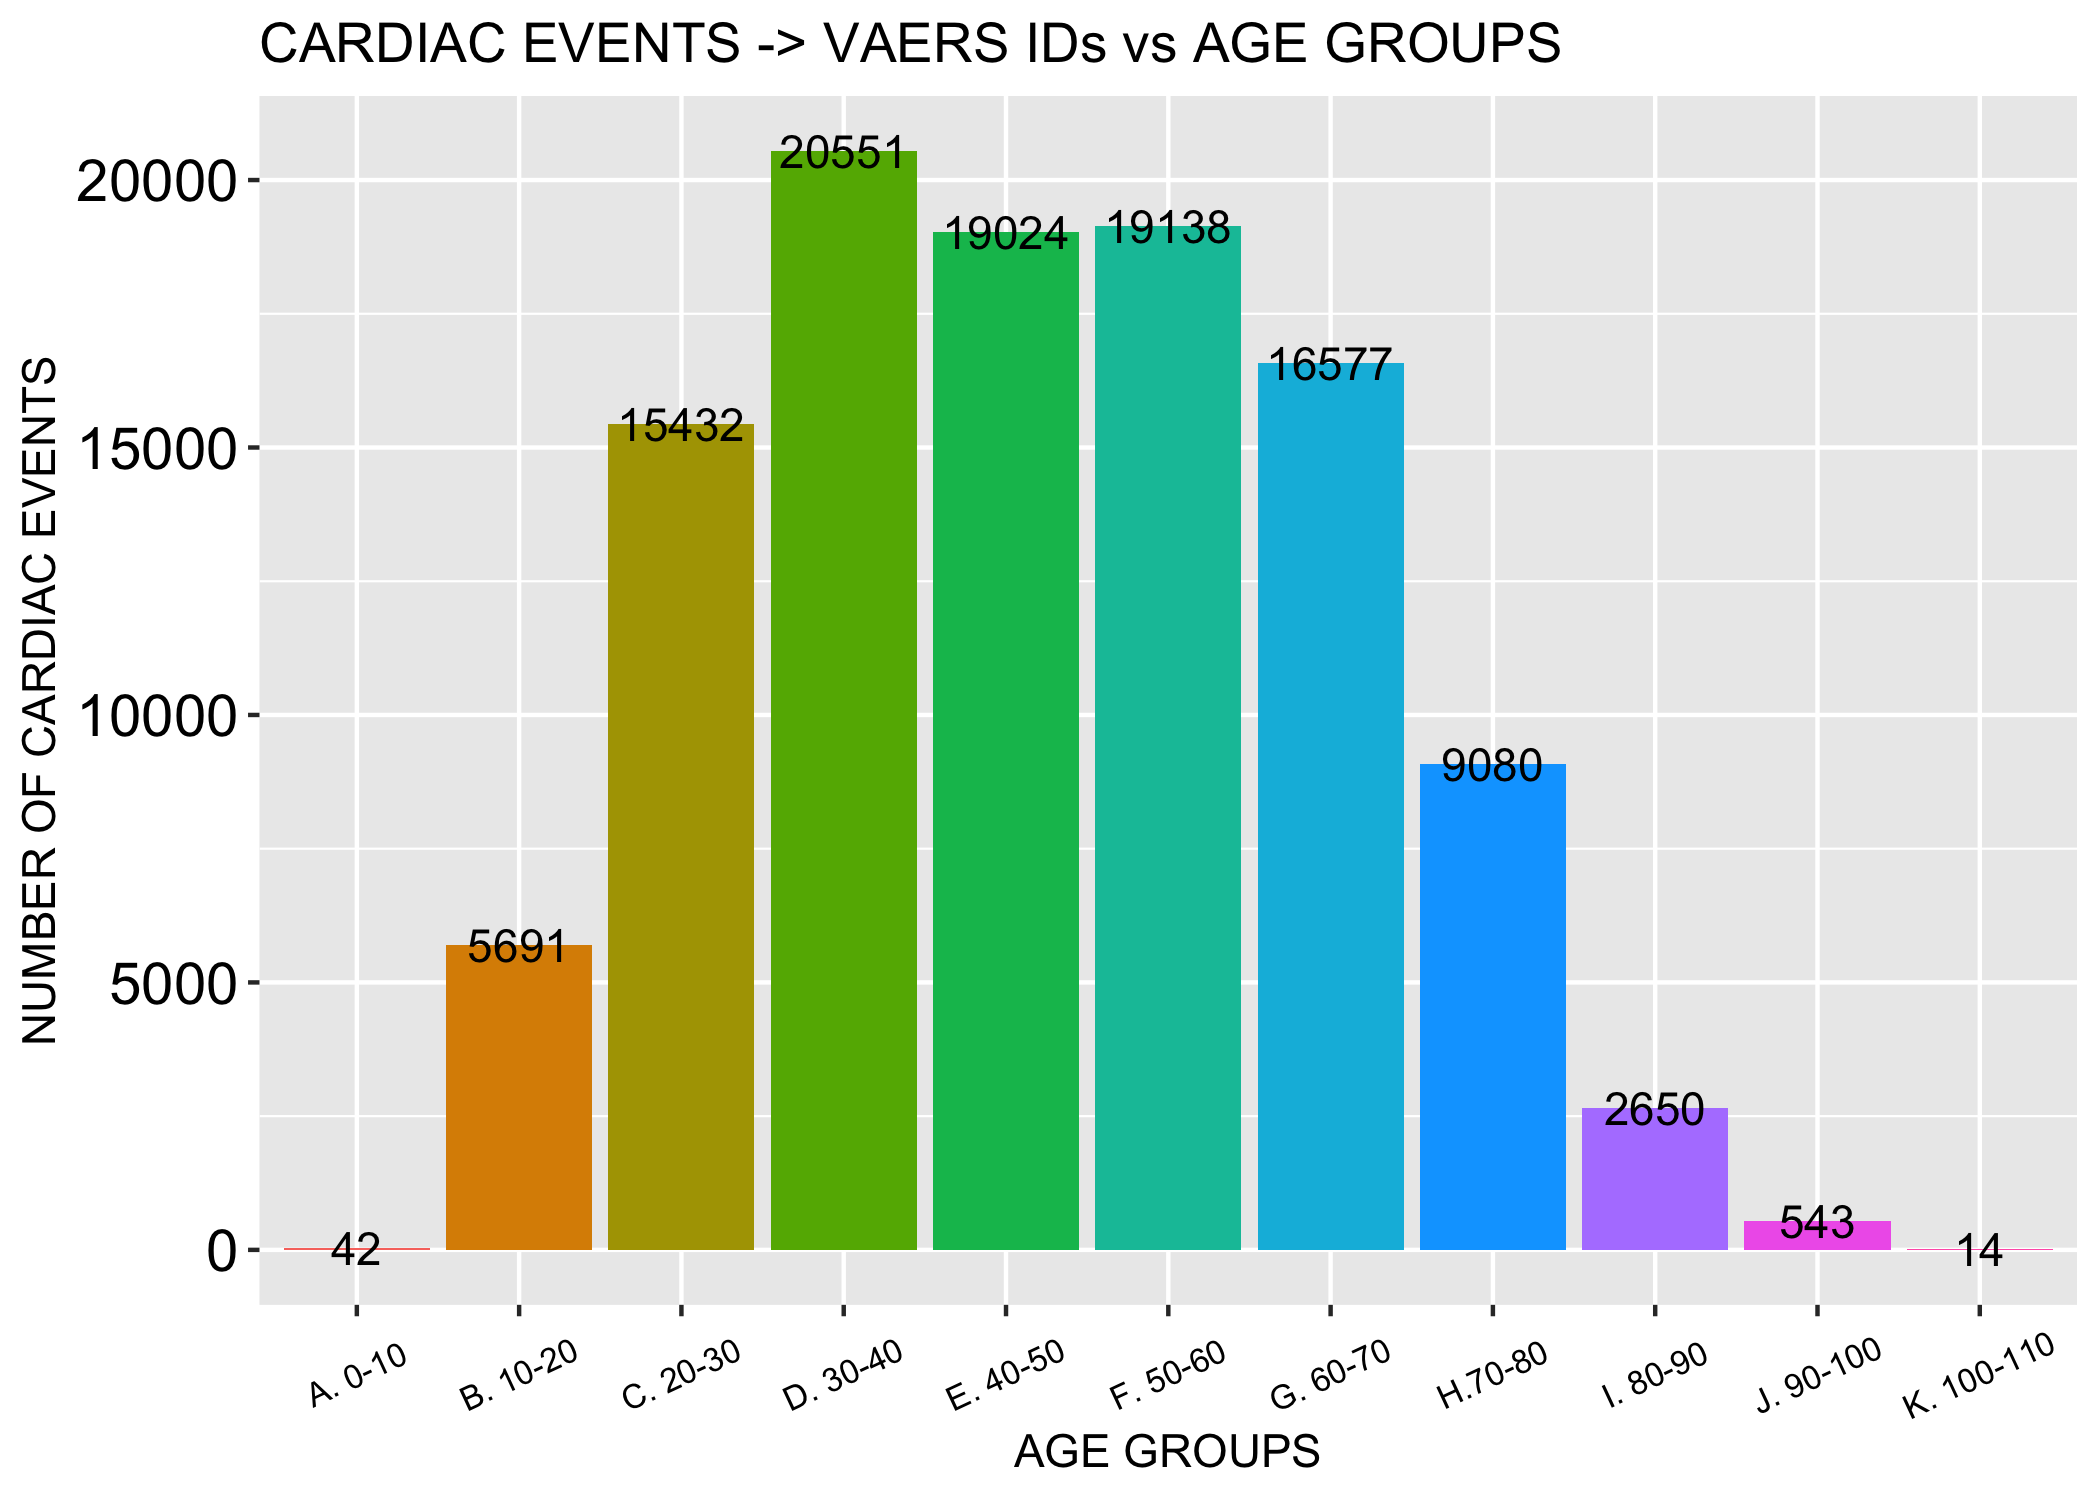 CARDIAC EVENTS -> VAERS IDs vs AGE GROUPS
NUMBER OF CARDIAC EVENTS
20000
15000
10000
5000
0
42
5691
15432
20551
19024
19138
16577
9080
2650
543
14
A. 0-10
B. 10-20
C. 20-30
D. 30-40
E. 40-50
F. 50-60
G. 60-70
H.70-80
I. 80-90
J. 90-100
K. 100-110
AGE GROUPS